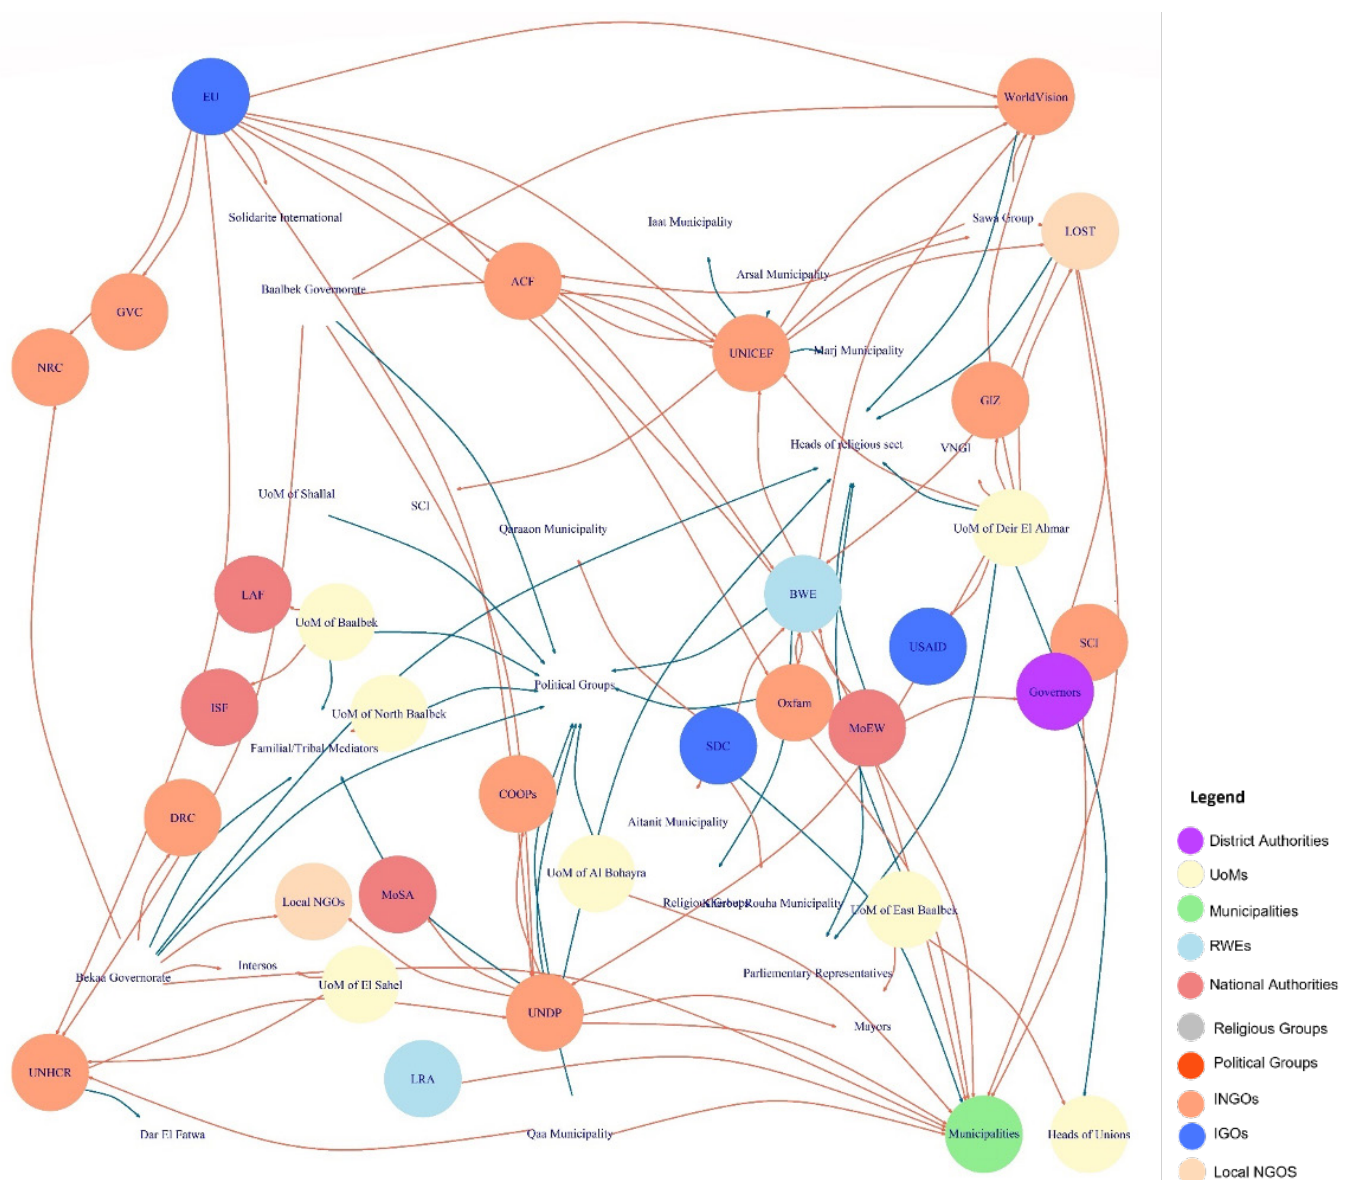 EU
WorldVision
Solidarite International
Iaat Municipality
Sawa Group
LOST
Baalbek Governorate
ACF
Arsal Municipality
GVC
UNICEF
Marj Municipality
NRC
GIZ
Heads of religious sect
VNGI
UoM of Shallal
SCI
Qaraaon Municipality
UoM of Deir El Ahmar
LAF
UoM of Baalbek
BWE
USAID
SCI
Political Groups
Governors
ISF
UoM of North Baalbek
Oxfam
MoEW
SDC
Familial/Tribal Mediators
COOPs
DRC
Aitanit Municipality
UoM of Al Bohayra
Local NGOs
MoSA
Religious Groups
Kherbet Rouha Municipality
UoM of East Baalbek
Bekaa Governorate
Intersos
UoM of El Sahel
Parliementary Representatives
UNDP
Mayors
UNHCR
LRA
Dar El Fatwa
Qaa Municipality
Municipalities
Heads of Unions
Legend
District Authorities
UoMs
Municipalities
RWEs
National Authorities
Religious Groups
Political Groups
INGOs
IGOs
Local NGOS